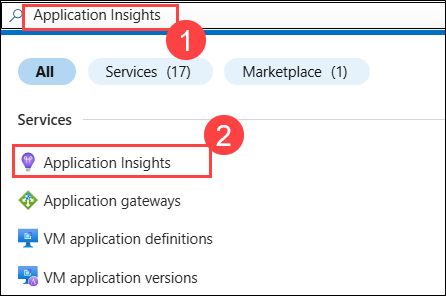 Application Insights
1
All Services (17) Marketplace (1)
Services
2
Application Insights
Application gateways
VM application definitions
VM application versions